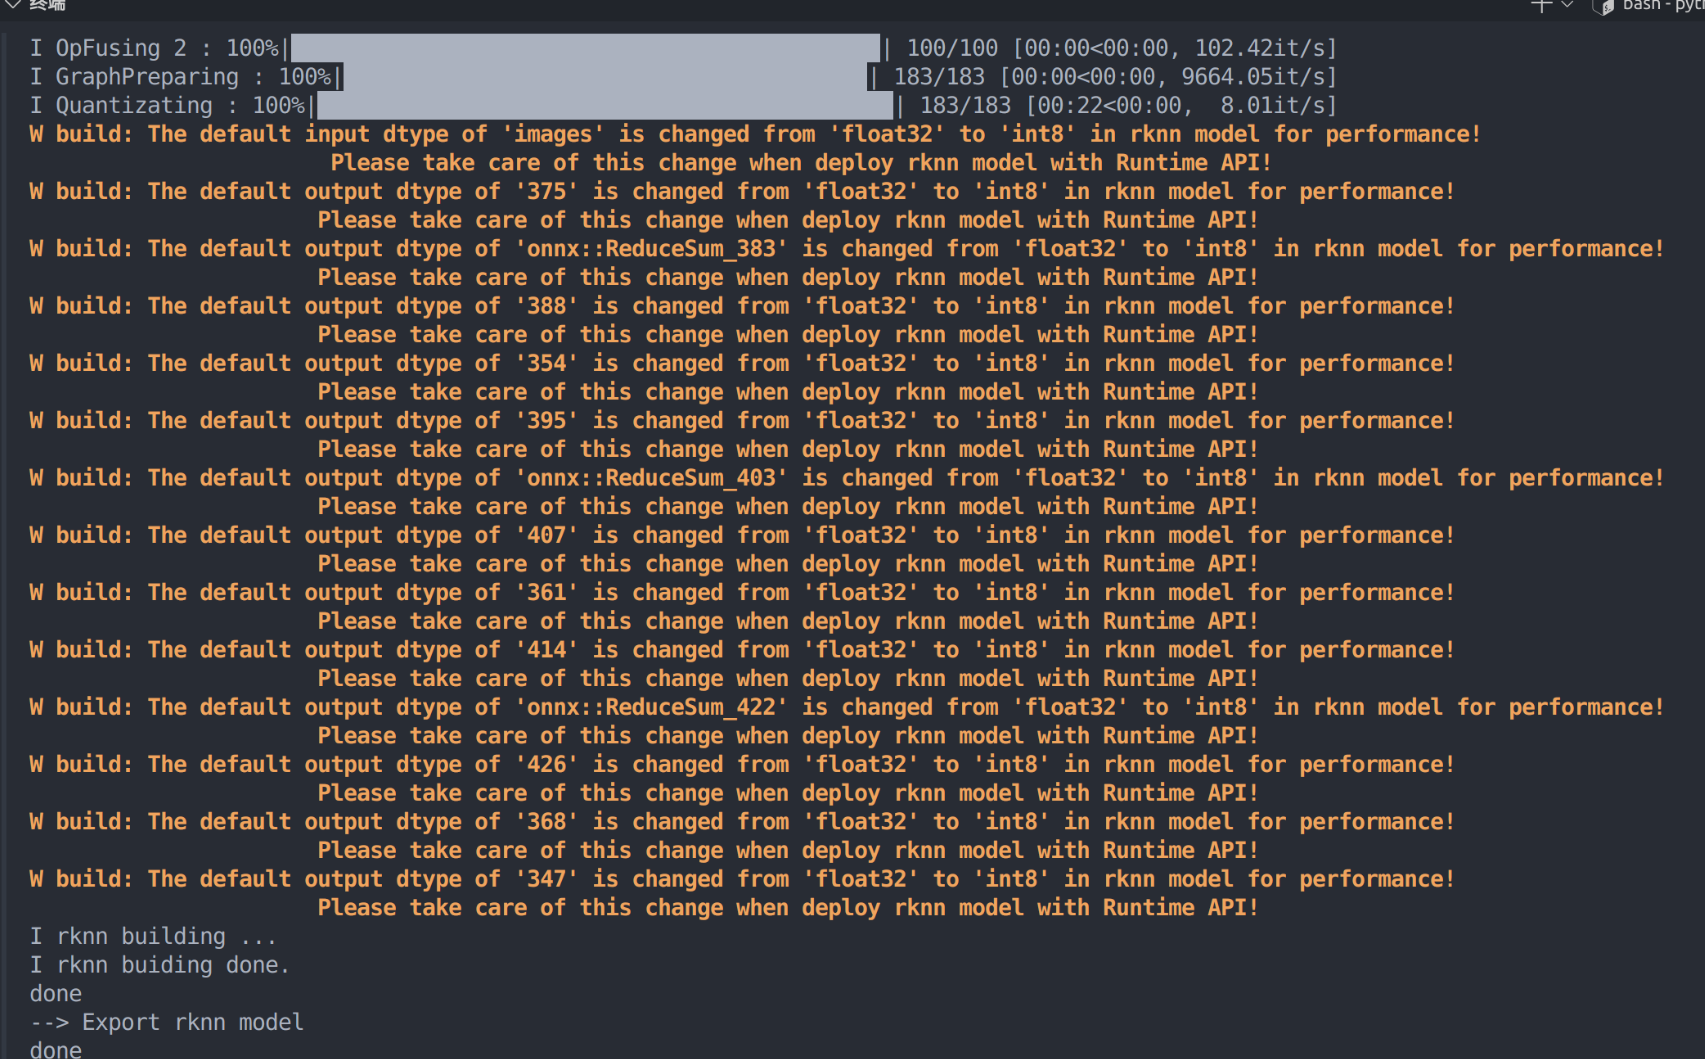 终端
bash - pyt
I OpFusing 2 : 100%|| 100/100 [00:00<00:00, 102.42it/s]
I GraphPreparing : 100%|| 183/183 [00:00<00:00, 9664.05it/s]
I Quantizating : 100%|| 183/183 [00:22<00:00,  8.01it/s]
W build: The default input dtype of 'images' is changed from 'float32' to 'int8' in rknn model for performance!
Please take care of this change when deploy rknn model with Runtime API!
W build: The default output dtype of '375' is changed from 'float32' to 'int8' in rknn model for performance!
Please take care of this change when deploy rknn model with Runtime API!
W build: The default output dtype of 'onnx::ReduceSum_383' is changed from 'float32' to 'int8' in rknn model for performance!
Please take care of this change when deploy rknn model with Runtime API!
W build: The default output dtype of '388' is changed from 'float32' to 'int8' in rknn model for performance!
Please take care of this change when deploy rknn model with Runtime API!
W build: The default output dtype of '354' is changed from 'float32' to 'int8' in rknn model for performance!
Please take care of this change when deploy rknn model with Runtime API!
W build: The default output dtype of '395' is changed from 'float32' to 'int8' in rknn model for performance!
Please take care of this change when deploy rknn model with Runtime API!
W build: The default output dtype of 'onnx::ReduceSum_403' is changed from 'float32' to 'int8' in rknn model for performance!
Please take care of this change when deploy rknn model with Runtime API!
W build: The default output dtype of '407' is changed from 'float32' to 'int8' in rknn model for performance!
Please take care of this change when deploy rknn model with Runtime API!
W build: The default output dtype of '361' is changed from 'float32' to 'int8' in rknn model for performance!
Please take care of this change when deploy rknn model with Runtime API!
W build: The default output dtype of '414' is changed from 'float32' to 'int8' in rknn model for performance!
Please take care of this change when deploy rknn model with Runtime API!
W build: The default output dtype of 'onnx::ReduceSum_422' is changed from 'float32' to 'int8' in rknn model for performance!
Please take care of this change when deploy rknn model with Runtime API!
W build: The default output dtype of '426' is changed from 'float32' to 'int8' in rknn model for performance!
Please take care of this change when deploy rknn model with Runtime API!
W build: The default output dtype of '368' is changed from 'float32' to 'int8' in rknn model for performance!
Please take care of this change when deploy rknn model with Runtime API!
W build: The default output dtype of '347' is changed from 'float32' to 'int8' in rknn model for performance!
Please take care of this change when deploy rknn model with Runtime API!
I rknn building ...
I rknn buiding done.
done
--> Export rknn model
done